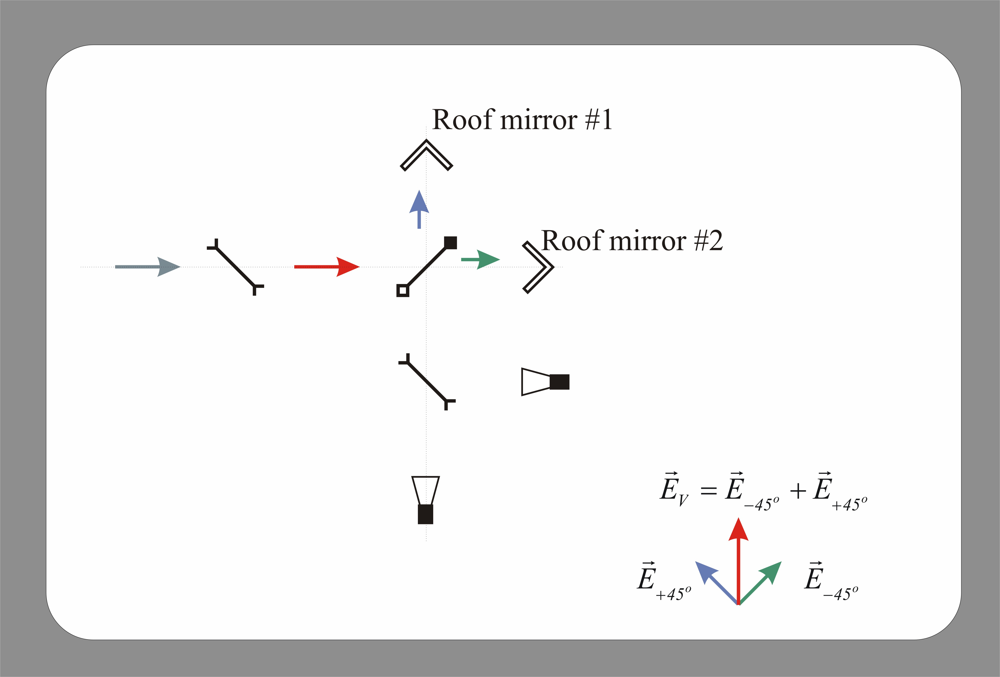 Roof mirror #1
Roof mirror #2
E⃗_V = E⃗_−45° + E⃗_+45°
E⃗_+45° E⃗_−45°